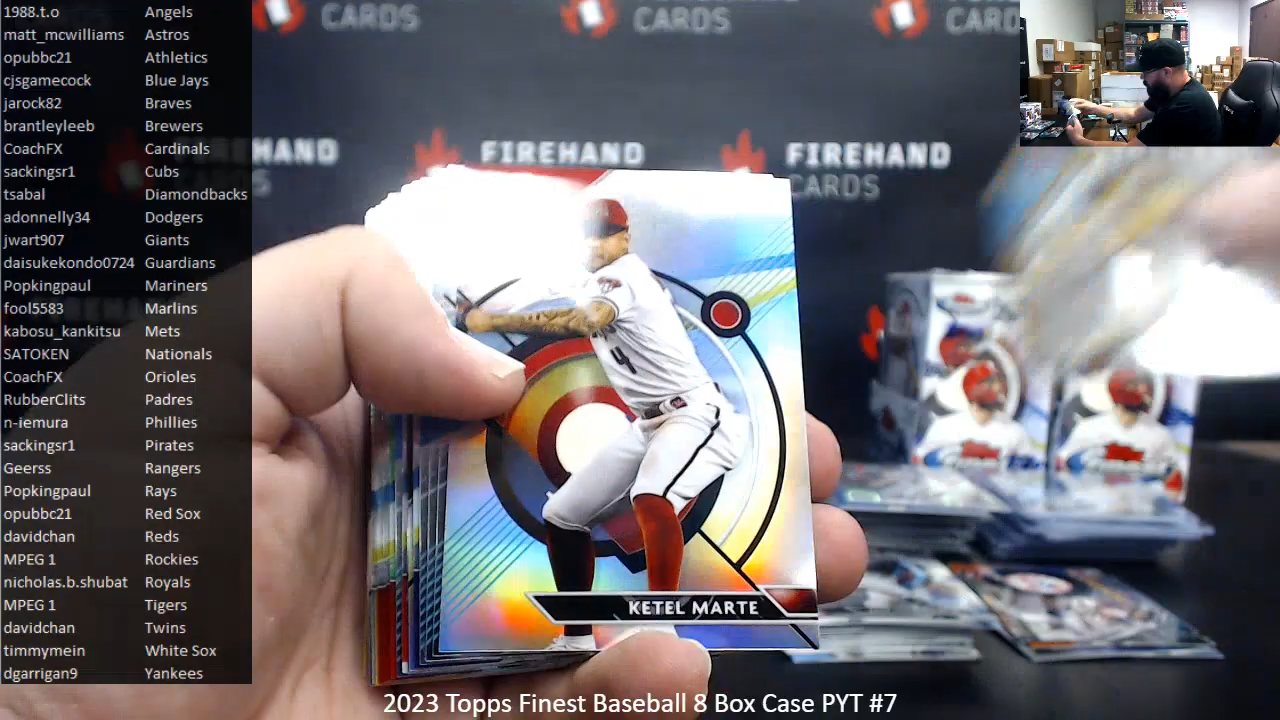 1988.t.o Angels
matt_mcwilliams Astros
opubbc21 Athletics
cjsgamecock Blue Jays
jarock82 Braves
brantleyleeb Brewers
CoachFX Cardinals
sackingsr1 Cubs
tsabal Diamondbacks
adonnelly34 Dodgers
jwart907 Giants
daisukekondo0724 Guardians
Popkingpaul Mariners
fool5583 Marlins
kabosu_kankitsu Mets
SATOKEN Nationals
CoachFX Orioles
RubberClits Padres
n-iemura Phillies
sackingsr1 Pirates
Geerss Rangers
Popkingpaul Rays
opubbc21 Red Sox
davidchan Reds
MPEG 1 Rockies
nicholas.b.shubat Royals
MPEG 1 Tigers
davidchan Twins
timmymein White Sox
dgarrigan9 Yankees
CARDS
CARDS
CARD
FIREHAND
FIREHAND
CARDS
FIREHAND
CARDS
4
KETEL MARTE
2023 Topps Finest Baseball 8 Box Case PYT #7